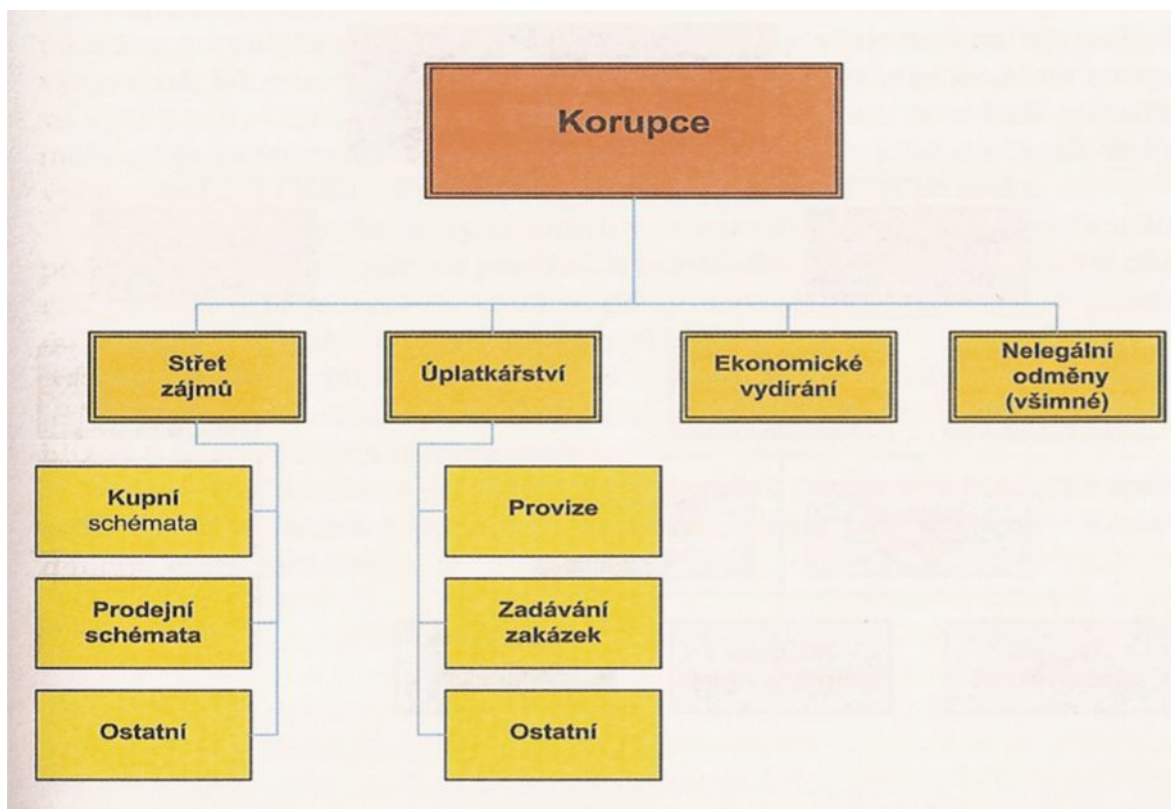 Korupce
Střet
zájmů
Úplatkářství
Ekonomické
vydírání
Nelegální
odměny
(všimné)
Kupní
schémata
Prodejní
schémata
Ostatní
Provize
Zadávání
zakázek
Ostatní